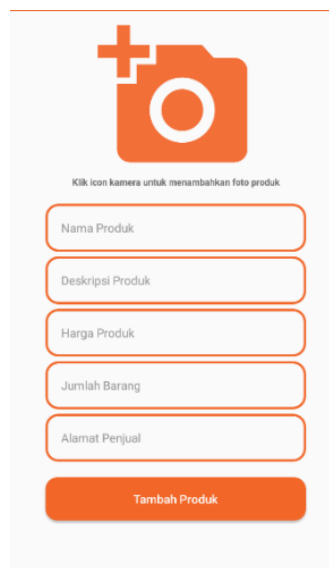 Klik icon kamera untuk menambahkan foto produk
Nama Produk
Deskripsi Produk
Harga Produk
Jumlah Barang
Alamat Penjual
Tambah Produk